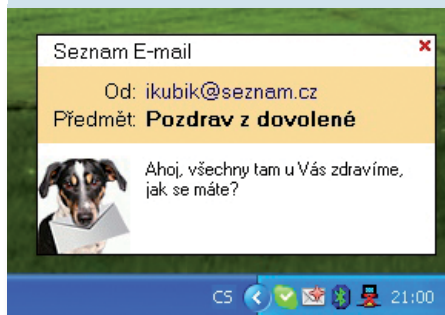 Seznam E-mail
Od: ikubik@seznam.cz
Předmět: Pozdrav z dovolené
Ahoj, všechny tam u Vás zdravíme,
jak se máte?
CS 21:00